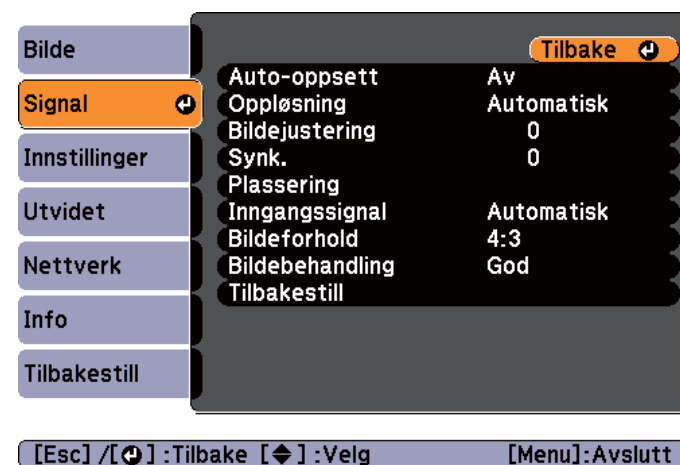 Bilde
Signal
Innstillinger
Utvidet
Nettverk
Info
Tilbakestill
Tilbake
Auto-oppsett Av
Oppløsning Automatisk
Bildejustering 0
Synk. 0
Plassering
Inngangssignal Automatisk
Bildeforhold 4:3
Bildebehandling God
Tilbakestill
[Esc] /[⏎] :Tilbake [◆] :Velg [Menu]:Avslutt